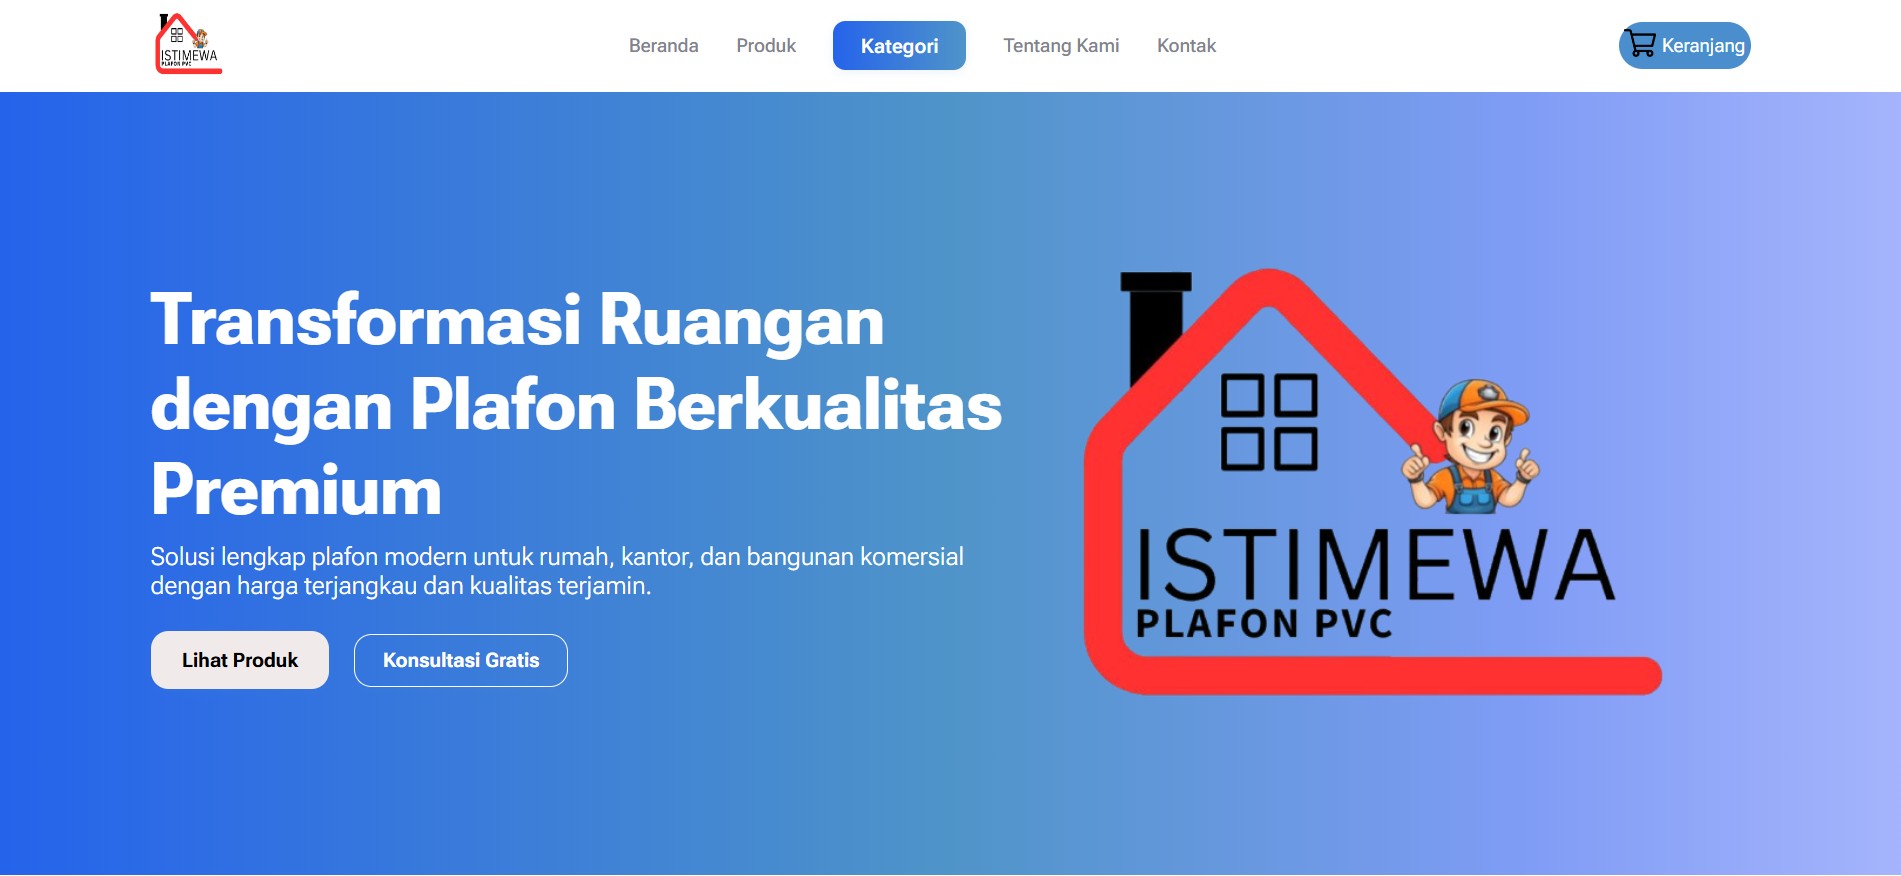 ISTIMEWA
PLAFON PVC
Beranda
Produk
Kategori
Tentang Kami
Kontak
Keranjang
Transformasi Ruangan
dengan Plafon Berkualitas
Premium
Solusi lengkap plafon modern untuk rumah, kantor, dan bangunan komersial
dengan harga terjangkau dan kualitas terjamin.
Lihat Produk
Konsultasi Gratis
ISTIMEWA
PLAFON PVC